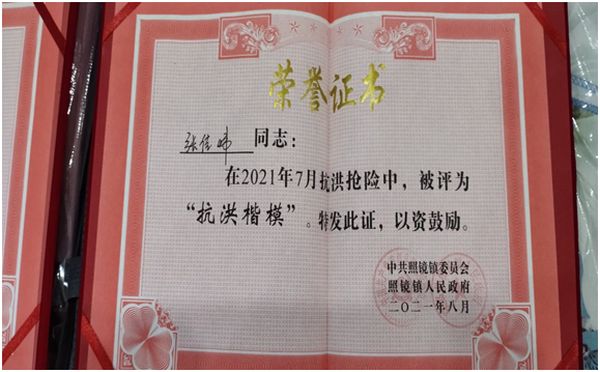 荣誉证书
张佳暐 同志：
在2021年7月抗洪抢险中，被评为
“抗洪楷模”。特发此证，以资鼓励。
中共照镜镇委员会
照镜镇人民政府
二〇二一年八月